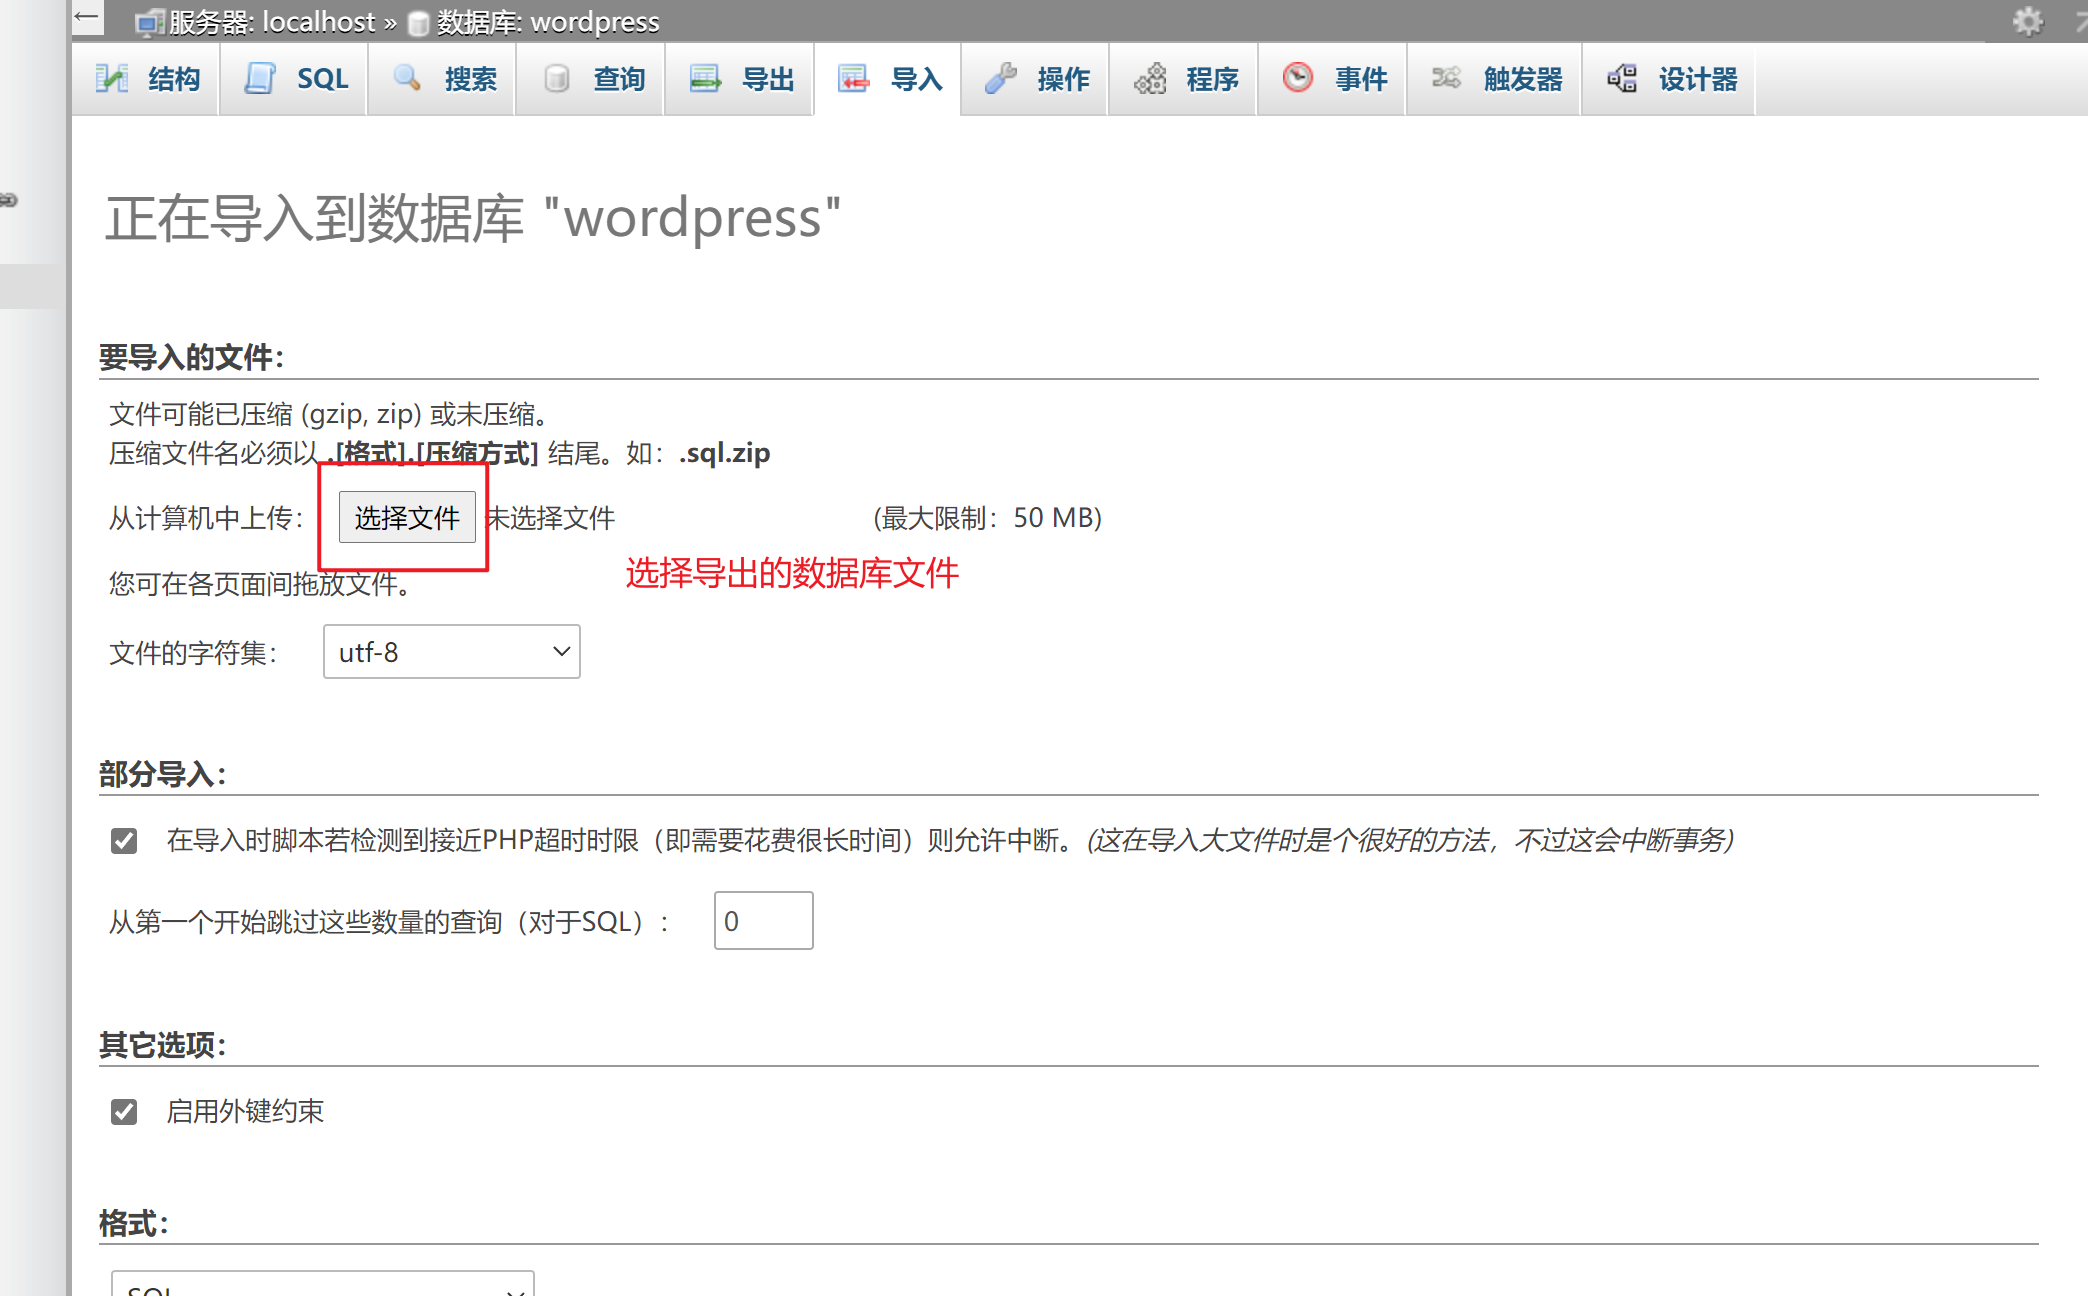 服务器: localhost » 数据库: wordpress
结构 SQL 搜索 查询 导出 导入 操作 程序 事件 触发器 设计器
正在导入到数据库 "wordpress"
要导入的文件：
文件可能已压缩 (gzip, zip) 或未压缩。
压缩文件名必须以 .[格式].[压缩方式] 结尾。如：.sql.zip
从计算机中上传： 选择文件 未选择文件 (最大限制：50 MB)
选择导出的数据库文件
您可在各页面间拖放文件。
文件的字符集： utf-8
部分导入：
在导入时脚本若检测到接近PHP超时时限（即需要花费很长时间）则允许中断。(这在导入大文件时是个很好的方法，不过这会中断事务)
从第一个开始跳过这些数量的查询（对于SQL）： 0
其它选项：
启用外键约束
格式：
SQL